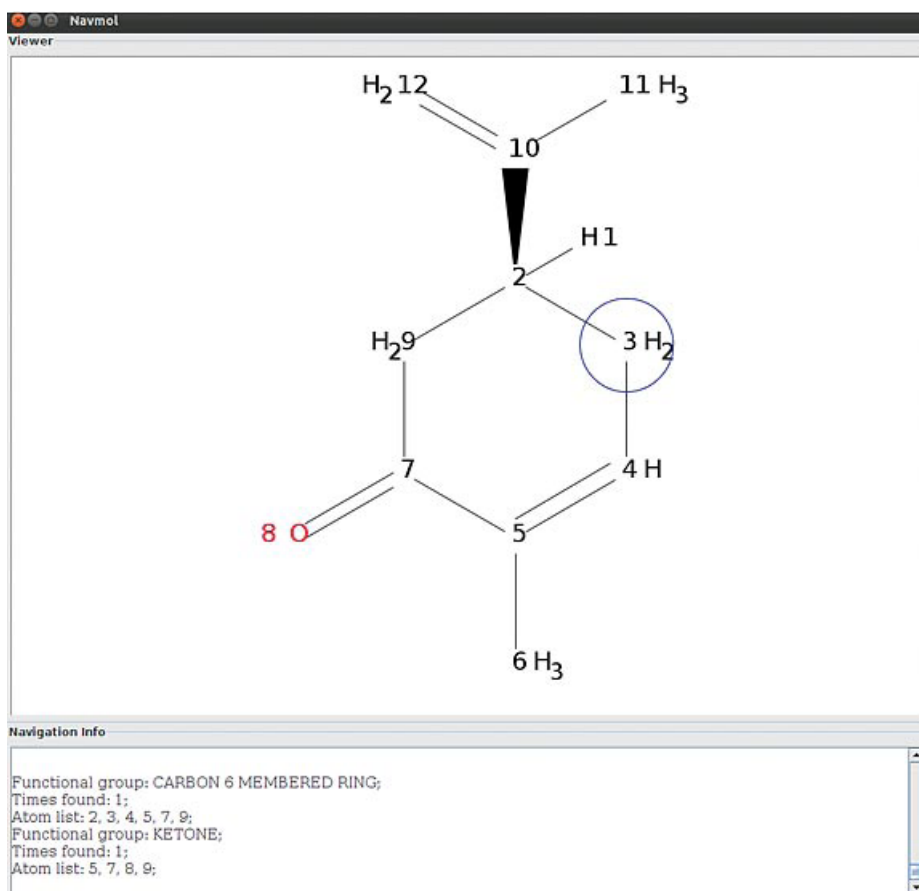 Navmol
Viewer
H2 12 11 H3
10
H 1
2
H2 9 3 H2
7 4 H
8 O 5
6 H3
Navigation Info
Functional group: CARBON 6 MEMBERED RING;
Times found: 1;
Atom list: 2, 3, 4, 5, 7, 9;
Functional group: KETONE;
Times found: 1;
Atom list: 5, 7, 8, 9;